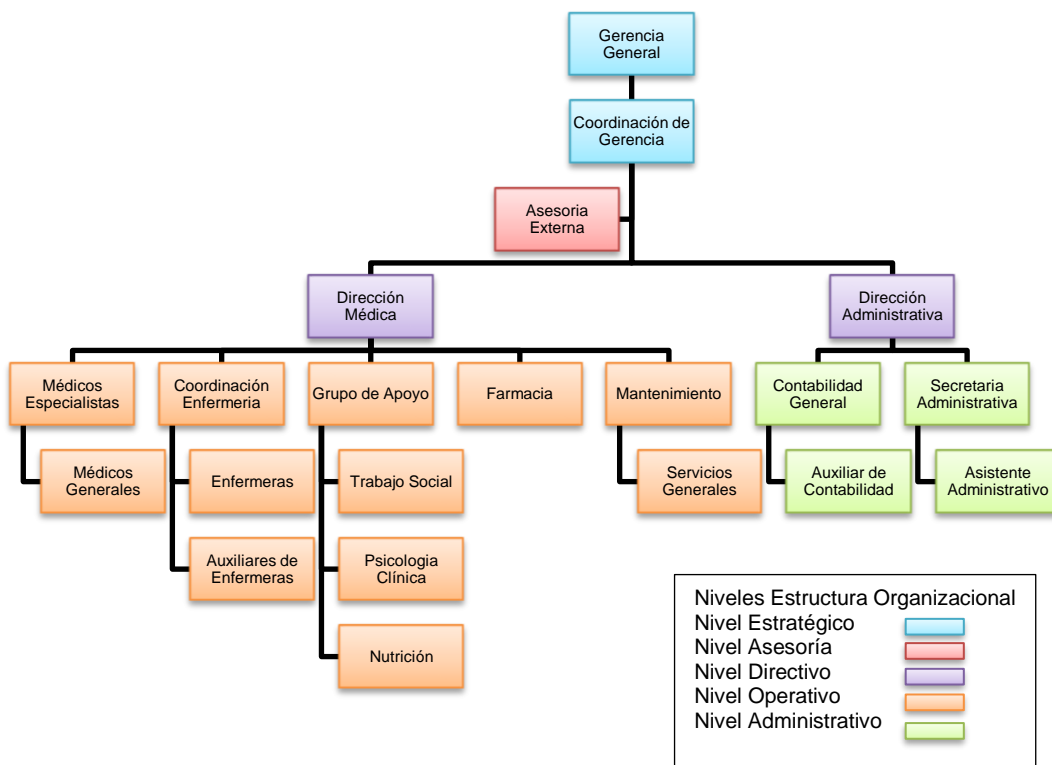 Gerencia
General
Coordinación de
Gerencia
Asesoria
Externa
Dirección
Médica
Dirección
Administrativa
Médicos
Especialistas
Coordinación
Enfermeria
Grupo de Apoyo
Farmacia
Mantenimiento
Contabilidad
General
Secretaria
Administrativa
Médicos
Generales
Enfermeras
Trabajo Social
Servicios
Generales
Auxiliar de
Contabilidad
Asistente
Administrativo
Auxiliares de
Enfermeras
Psicologia
Clínica
Nutrición
Niveles Estructura Organizacional
Nivel Estratégico
Nivel Asesoría
Nivel Directivo
Nivel Operativo
Nivel Administrativo